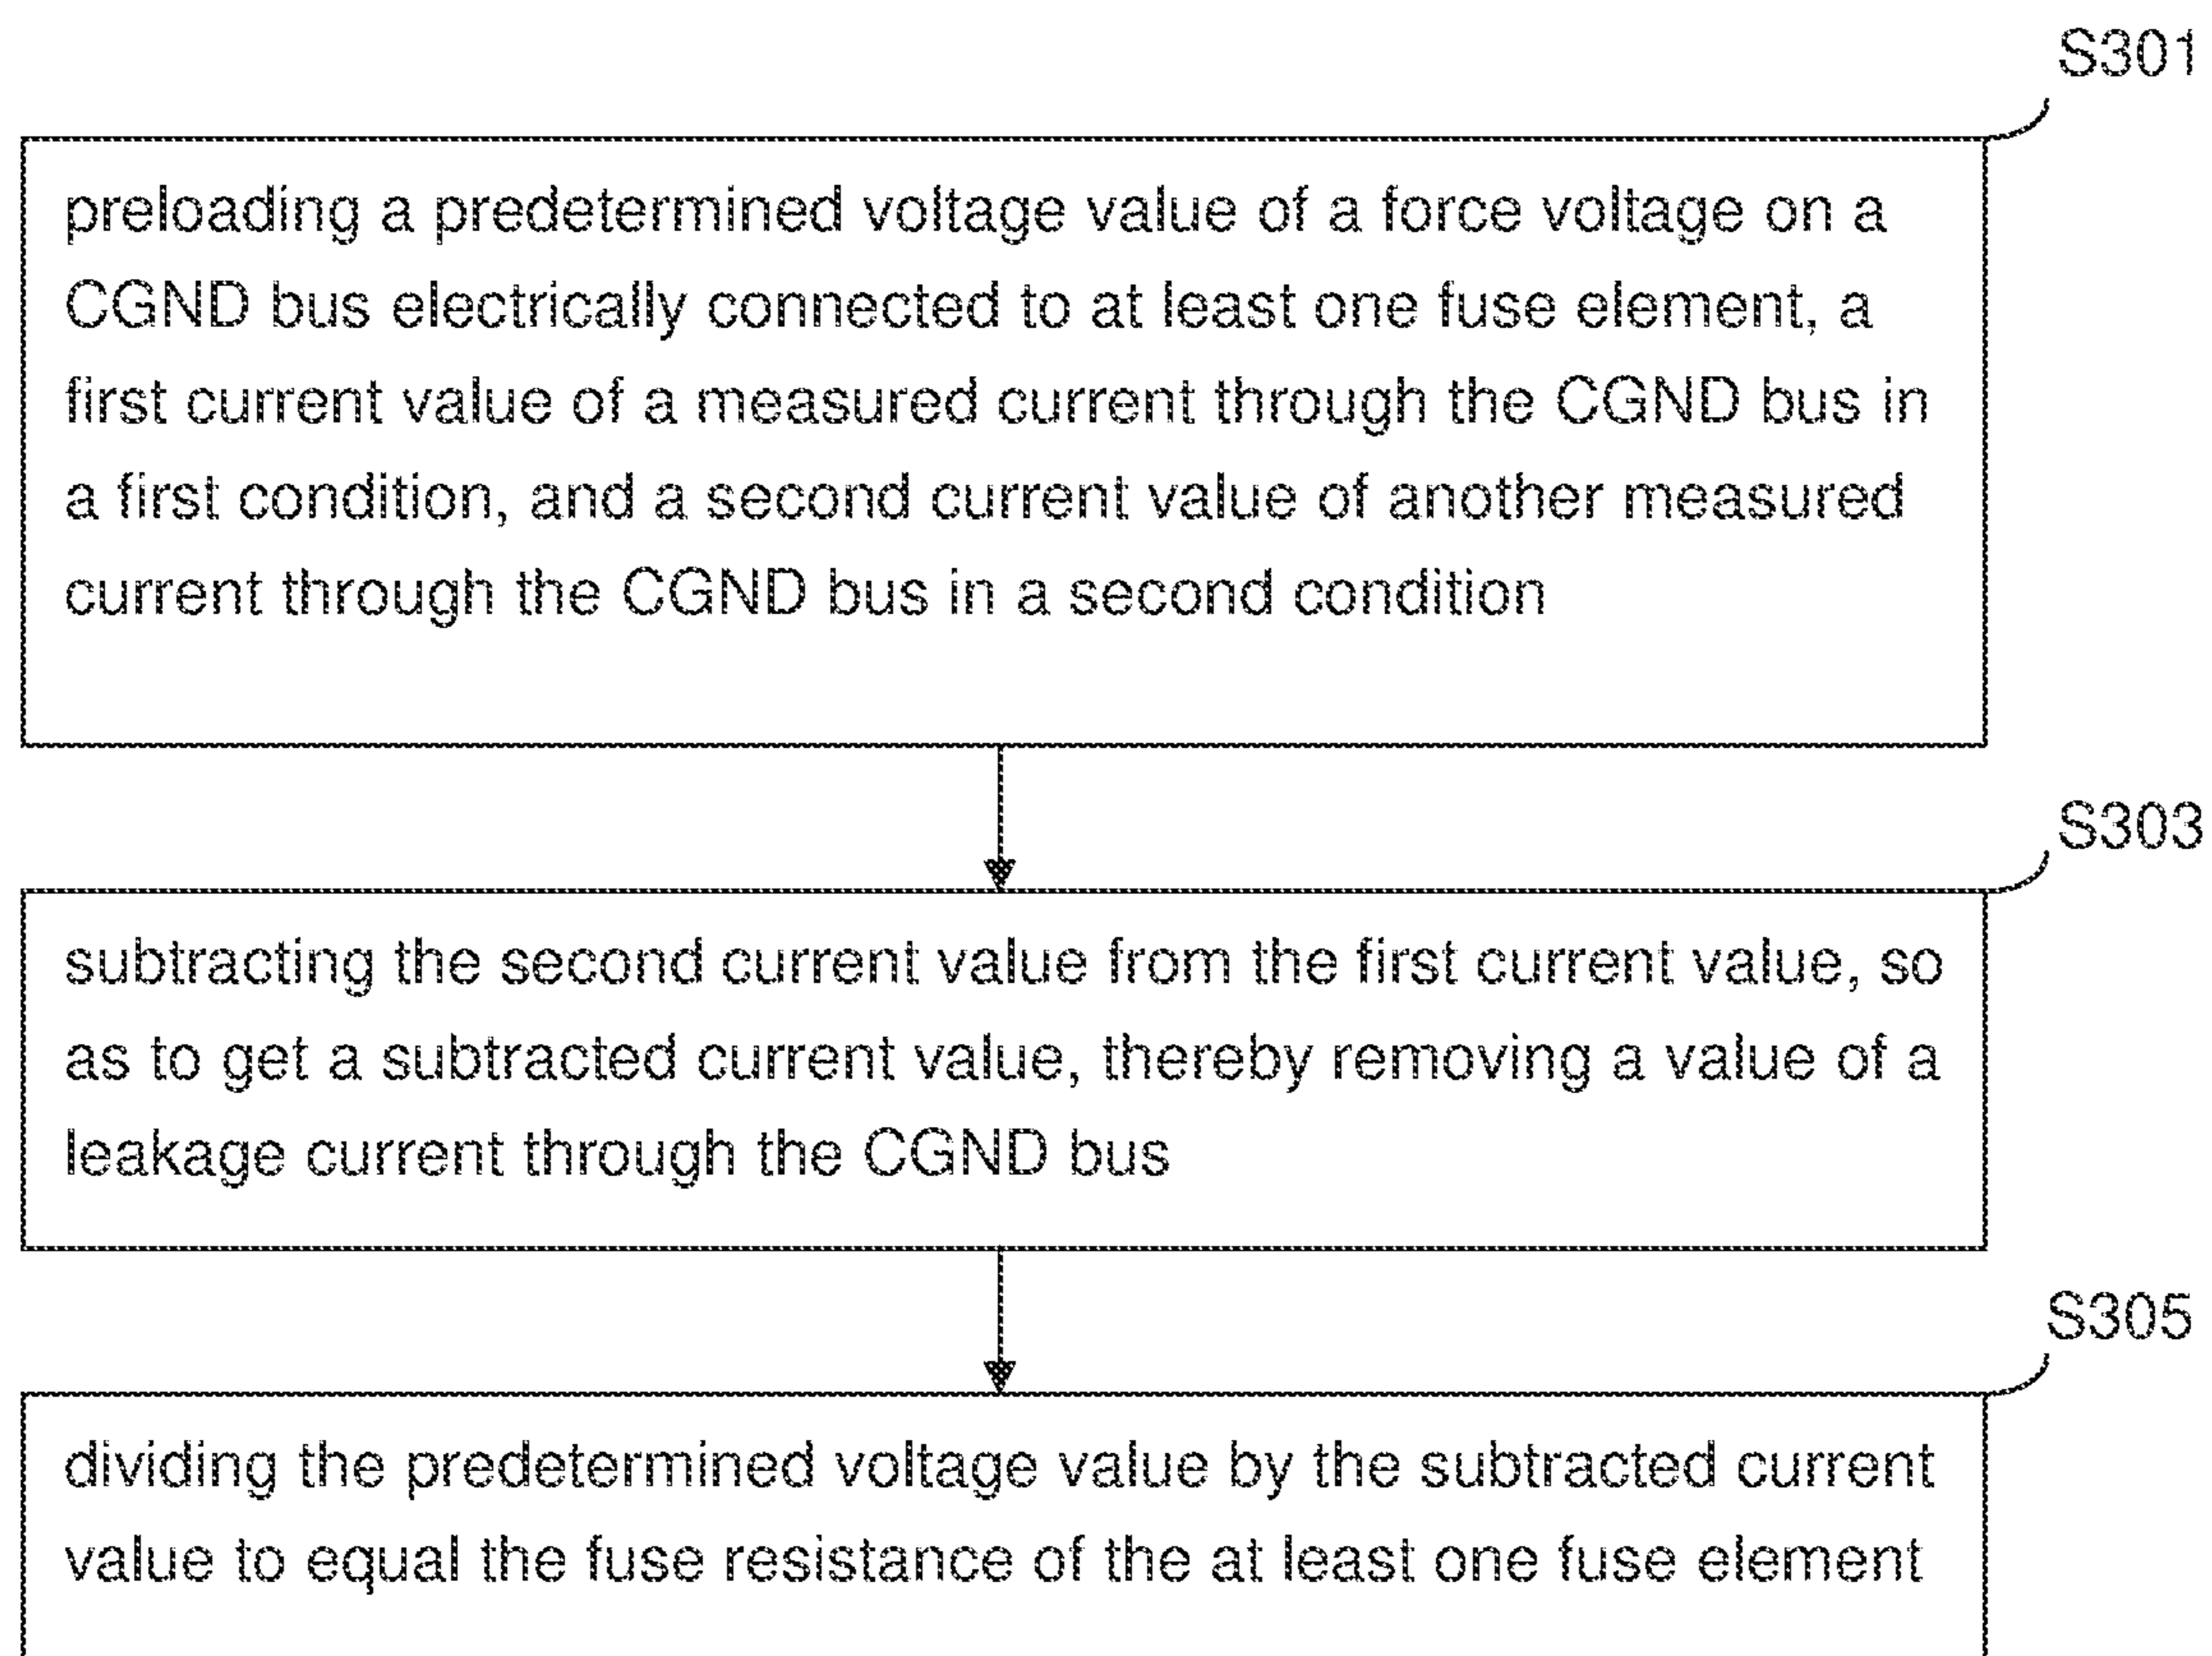 S301
preloading a predetermined voltage value of a force voltage on a
CGND bus electrically connected to at least one fuse element, a
first current value of a measured current through the CGND bus in
a first condition, and a second current value of another measured
current through the CGND bus in a second condition
S303
subtracting the second current value from the first current value, so
as to get a subtracted current value, thereby removing a value of a
leakage current through the CGND bus
S305
dividing the predetermined voltage value by the subtracted current
value to equal the fuse resistance of the at least one fuse element